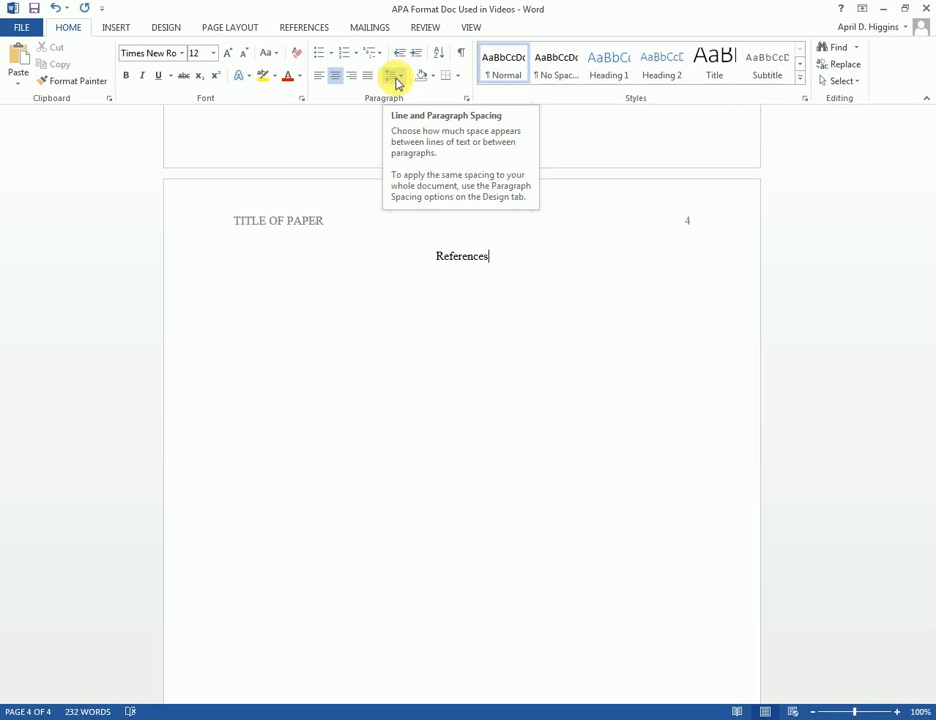 APA Format Doc Used in Videos - Word
FILE HOME INSERT DESIGN PAGE LAYOUT REFERENCES MAILINGS REVIEW VIEW April D. Higgins
Paste
Cut
Copy
Format Painter
Clipboard
Times New Ro 12
Font
Paragraph
AaBbCcDc AaBbCcDc AaBbC( AaBbCcC AaBl AaBbCcC
¶ Normal ¶ No Spac... Heading 1 Heading 2 Title Subtitle
Styles
Find
Replace
Select
Editing
Line and Paragraph Spacing
Choose how much space appears
between lines of text or between
paragraphs.
To apply the same spacing to your
whole document, use the Paragraph
Spacing options on the Design tab.
TITLE OF PAPER 4
References
PAGE 4 OF 4 232 WORDS 100%